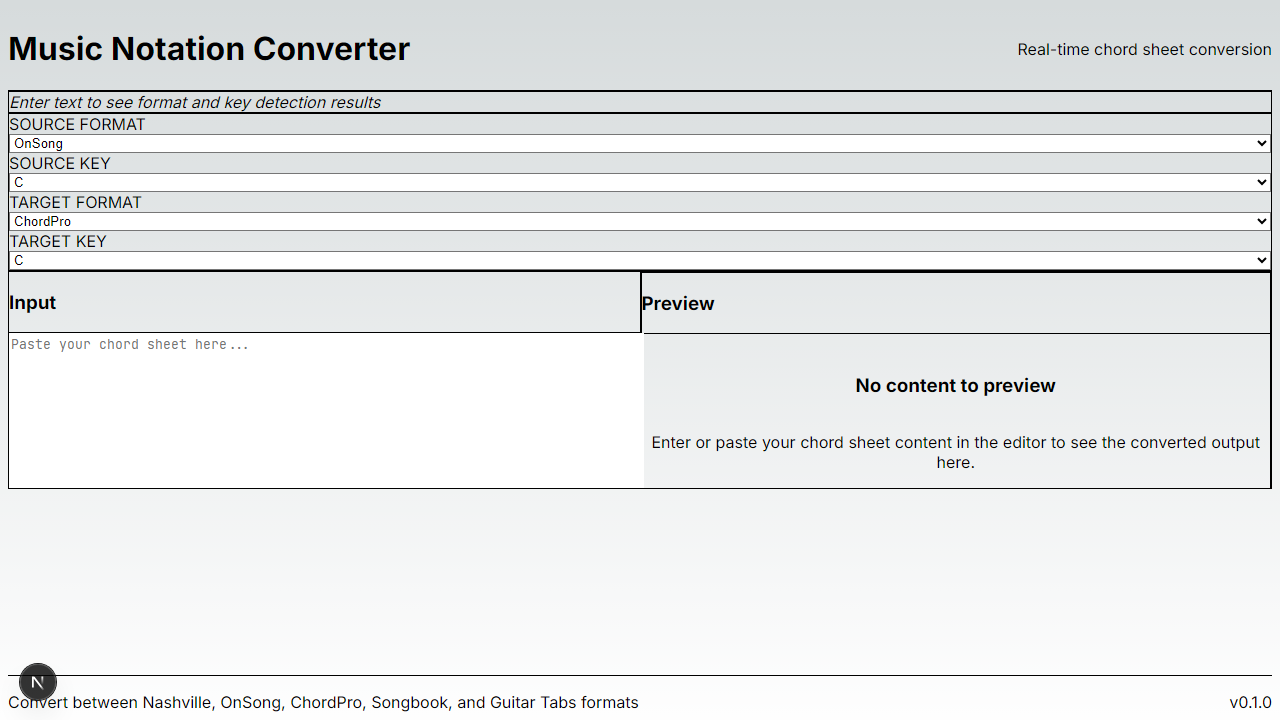 Music Notation Converter
Real-time chord sheet conversion
Enter text to see format and key detection results
SOURCE FORMAT
OnSong
SOURCE KEY
C
TARGET FORMAT
ChordPro
TARGET KEY
C
Input
Paste your chord sheet here...
Preview
No content to preview
Enter or paste your chord sheet content in the editor to see the converted output
here.
N
Convert between Nashville, OnSong, ChordPro, Songbook, and Guitar Tabs formats
v0.1.0